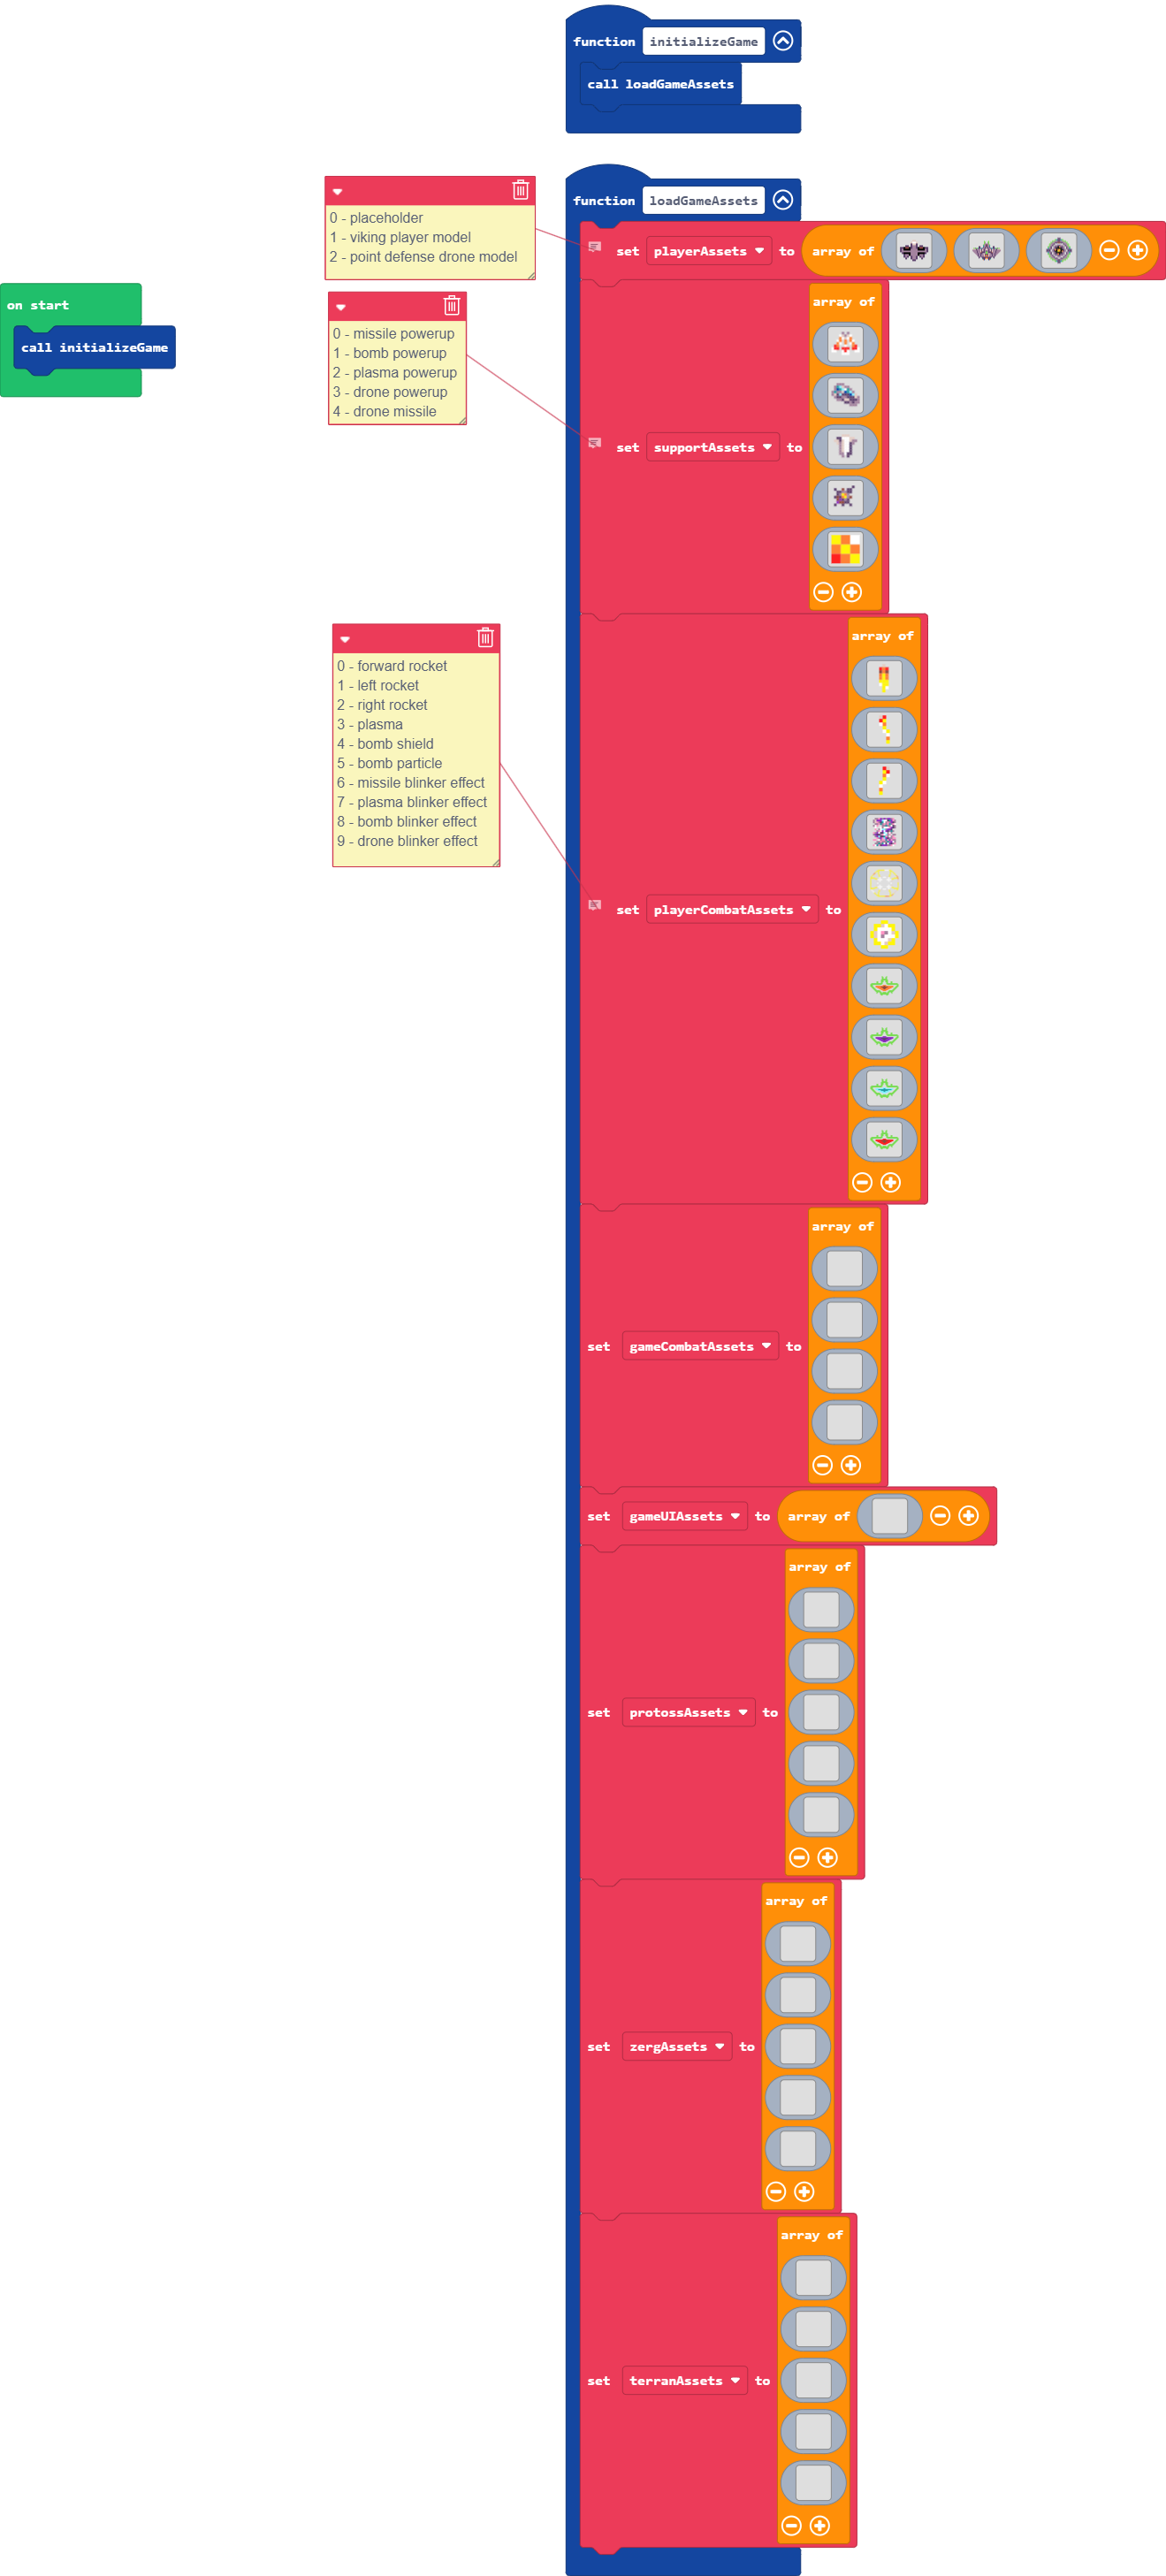 function initializeGame
call loadGameAssets
function loadGameAssets
0 - placeholder
1 - viking player model
2 - point defense drone model
set playerAssets to array of
on start
call initializeGame
0 - missile powerup
1 - bomb powerup
2 - plasma powerup
3 - drone powerup
4 - drone missile
array of
set supportAssets to
0 - forward rocket
1 - left rocket
2 - right rocket
3 - plasma
4 - bomb shield
5 - bomb particle
6 - missile blinker effect
7 - plasma blinker effect
8 - bomb blinker effect
9 - drone blinker effect
array of
set playerCombatAssets to
array of
set gameCombatAssets to
set gameUIAssets to array of
array of
set protossAssets to
array of
set zergAssets to
array of
set terranAssets to